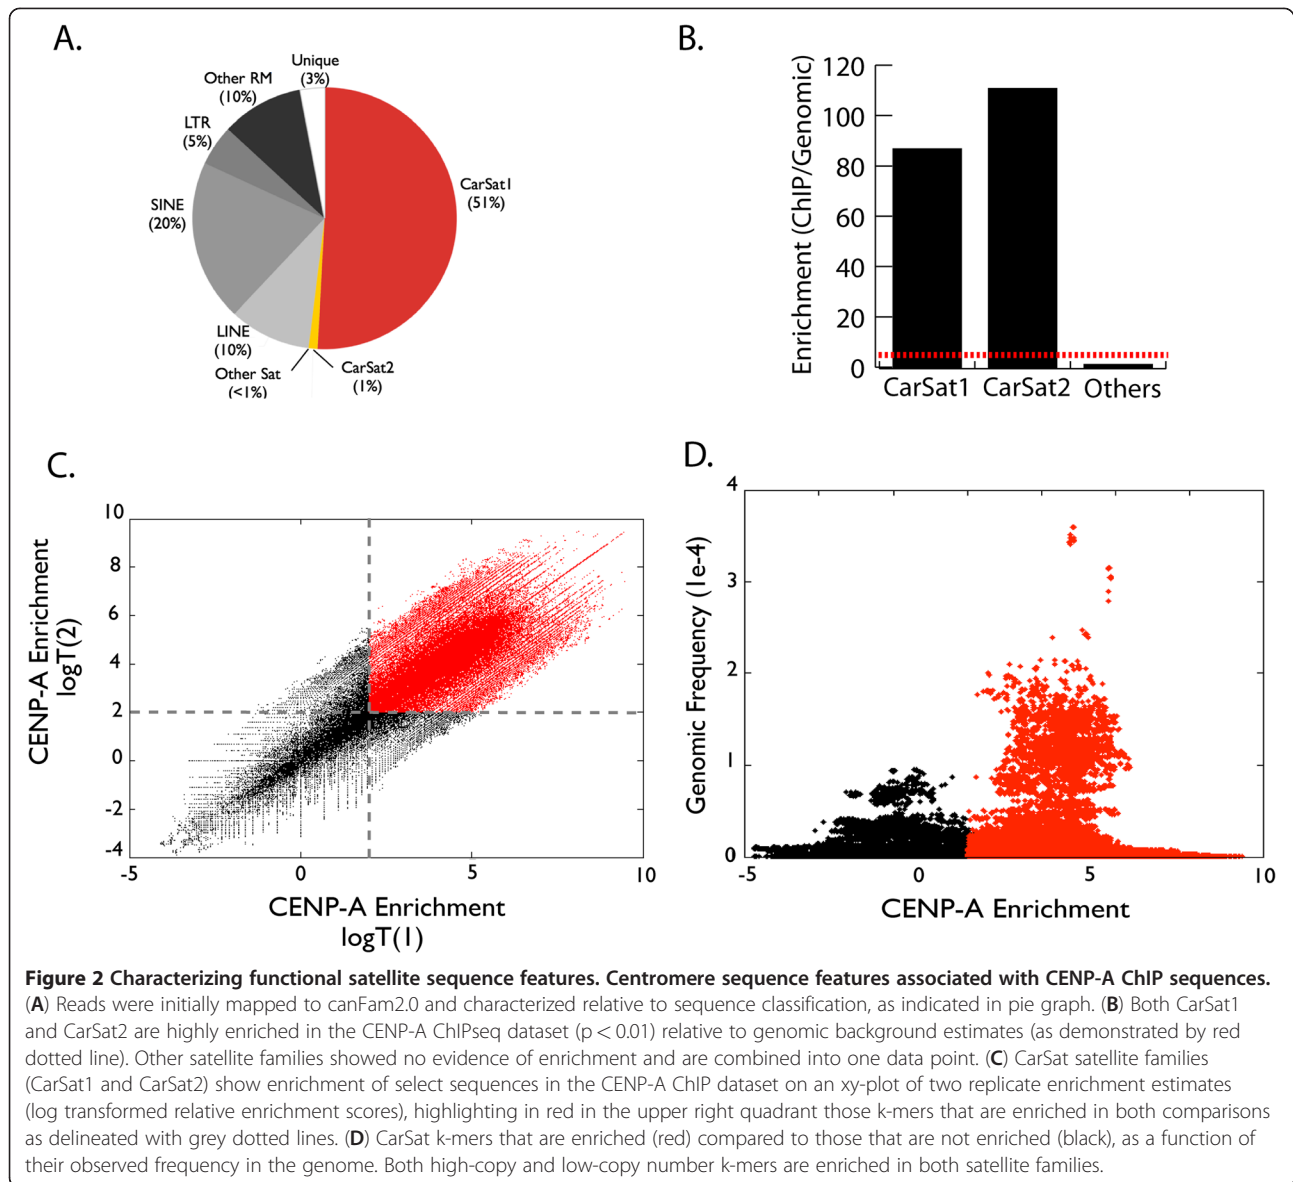 A.
Unique
(3%)
Other RM
(10%)
LTR
(5%)
SINE
(20%)
LINE
(10%)
Other Sat
(<1%)
CarSat2
(1%)
CarSat1
(51%)
B.
Enrichment (ChIP/Genomic)
120
100
80
60
40
20
0
CarSat1
CarSat2
Others
C.
CENP-A Enrichment
logT(2)
10
8
6
4
2
0
-2
-4
-5
0
5
10
CENP-A Enrichment
logT(1)
D.
Genomic Frequency (1e-4)
4
3
2
1
0
-5
0
5
10
CENP-A Enrichment
Figure 2 Characterizing functional satellite sequence features. Centromere sequence features associated with CENP-A ChIP sequences.
(A) Reads were initially mapped to canFam2.0 and characterized relative to sequence classification, as indicated in pie graph. (B) Both CarSat1
and CarSat2 are highly enriched in the CENP-A ChIPseq dataset (p < 0.01) relative to genomic background estimates (as demonstrated by red
dotted line). Other satellite families showed no evidence of enrichment and are combined into one data point. (C) CarSat satellite families
(CarSat1 and CarSat2) show enrichment of select sequences in the CENP-A ChIP dataset on an xy-plot of two replicate enrichment estimates
(log transformed relative enrichment scores), highlighting in red in the upper right quadrant those k-mers that are enriched in both comparisons
as delineated with grey dotted lines. (D) CarSat k-mers that are enriched (red) compared to those that are not enriched (black), as a function of
their observed frequency in the genome. Both high-copy and low-copy number k-mers are enriched in both satellite families.